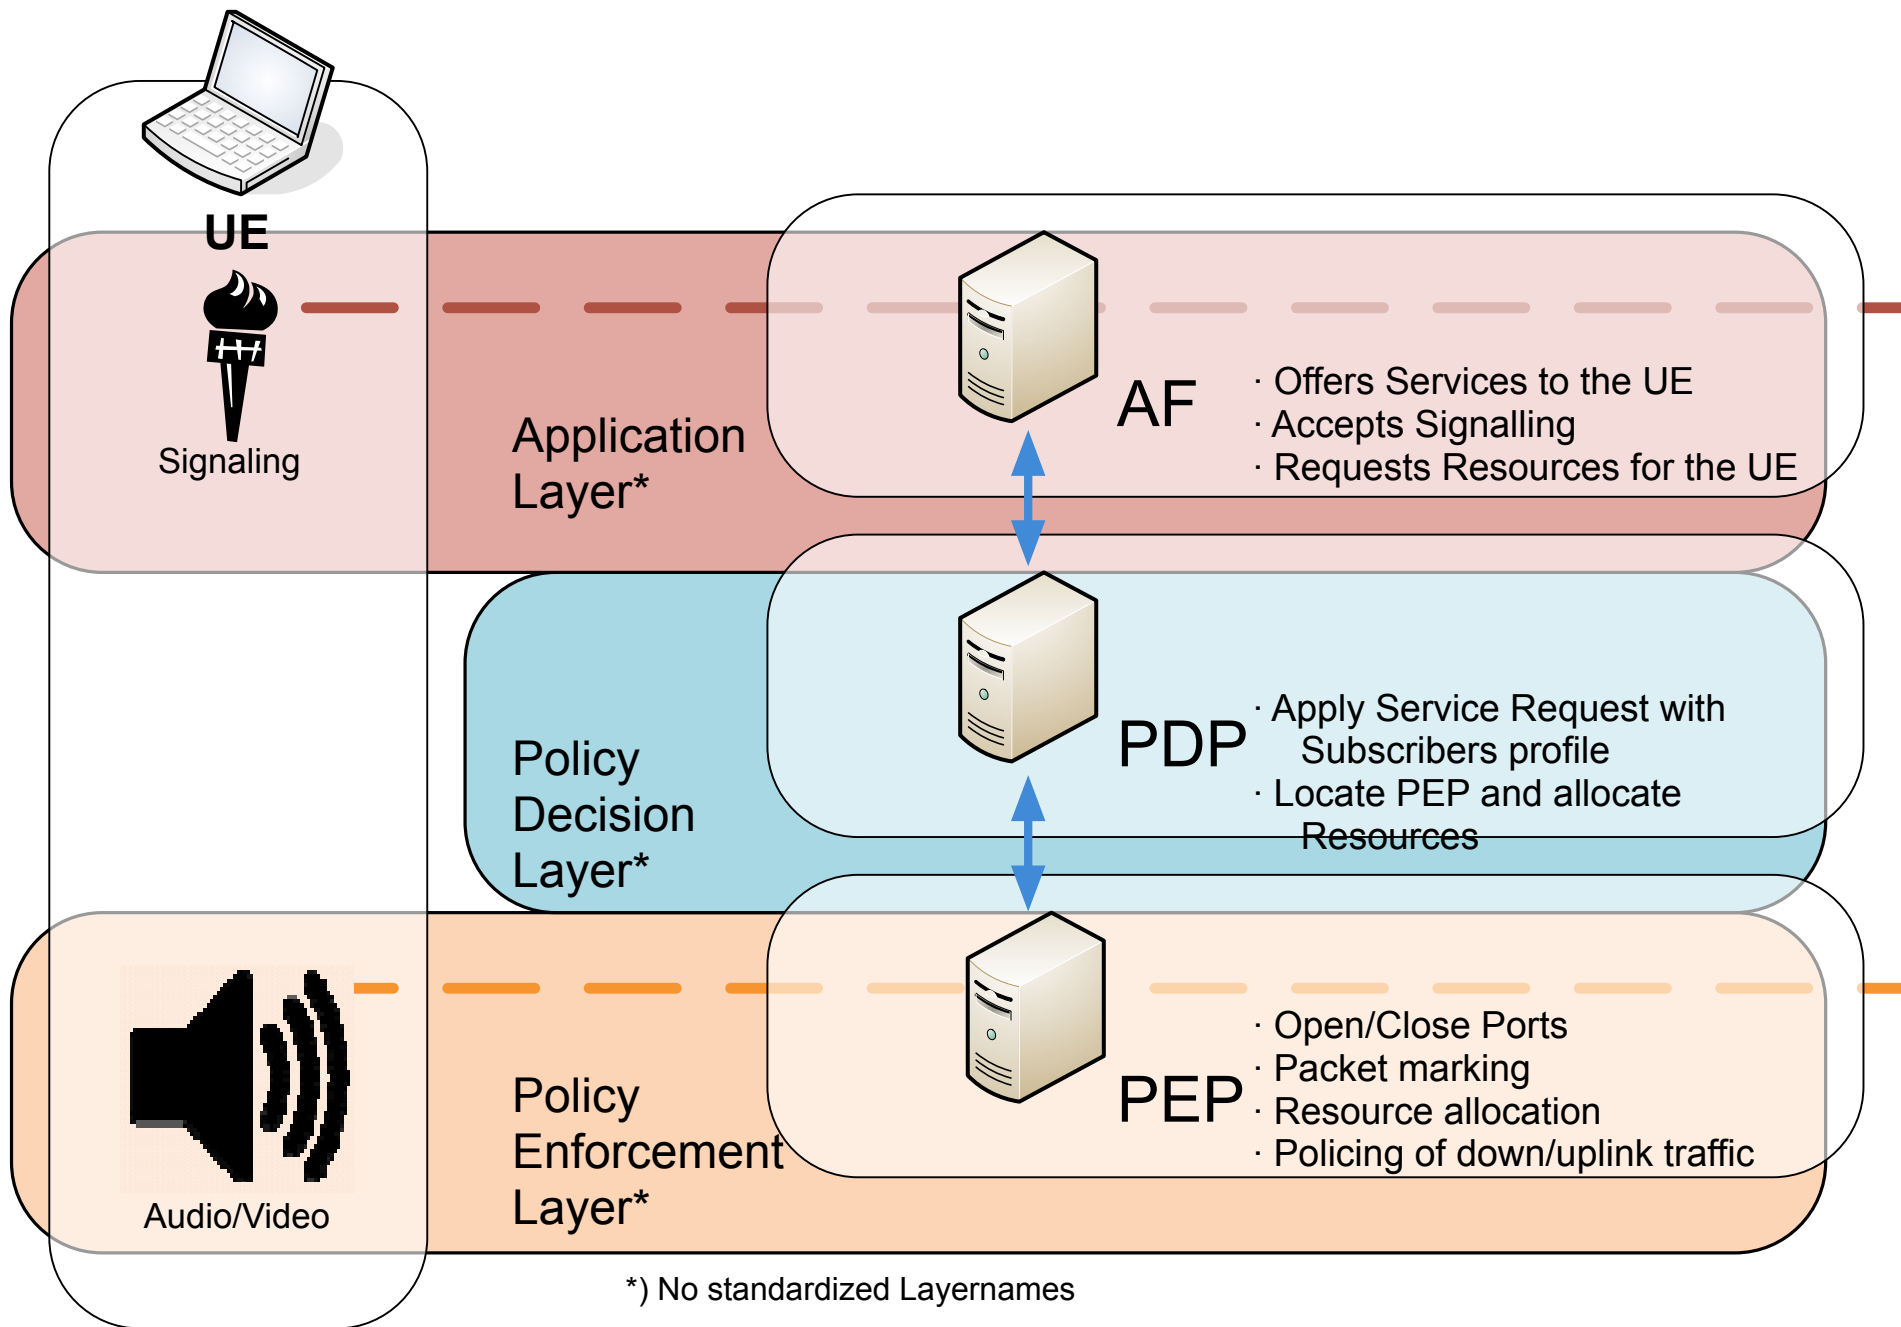 UE
Signaling
Application
Layer*
AF
· Offers Services to the UE
· Accepts Signalling
· Requests Resources for the UE
Policy
Decision
Layer*
PDP
· Apply Service Request with
Subscribers profile
· Locate PEP and allocate
Resources
Audio/Video
Policy
Enforcement
Layer*
PEP
· Open/Close Ports
· Packet marking
· Resource allocation
· Policing of down/uplink traffic
*) No standardized Layernames